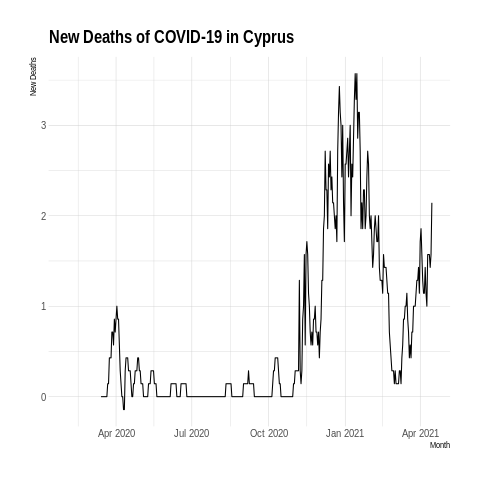 New Deaths of COVID-19 in Cyprus
New Deaths
3
2
1
0
Apr 2020 Jul 2020 Oct 2020 Jan 2021 Apr 2021
Month